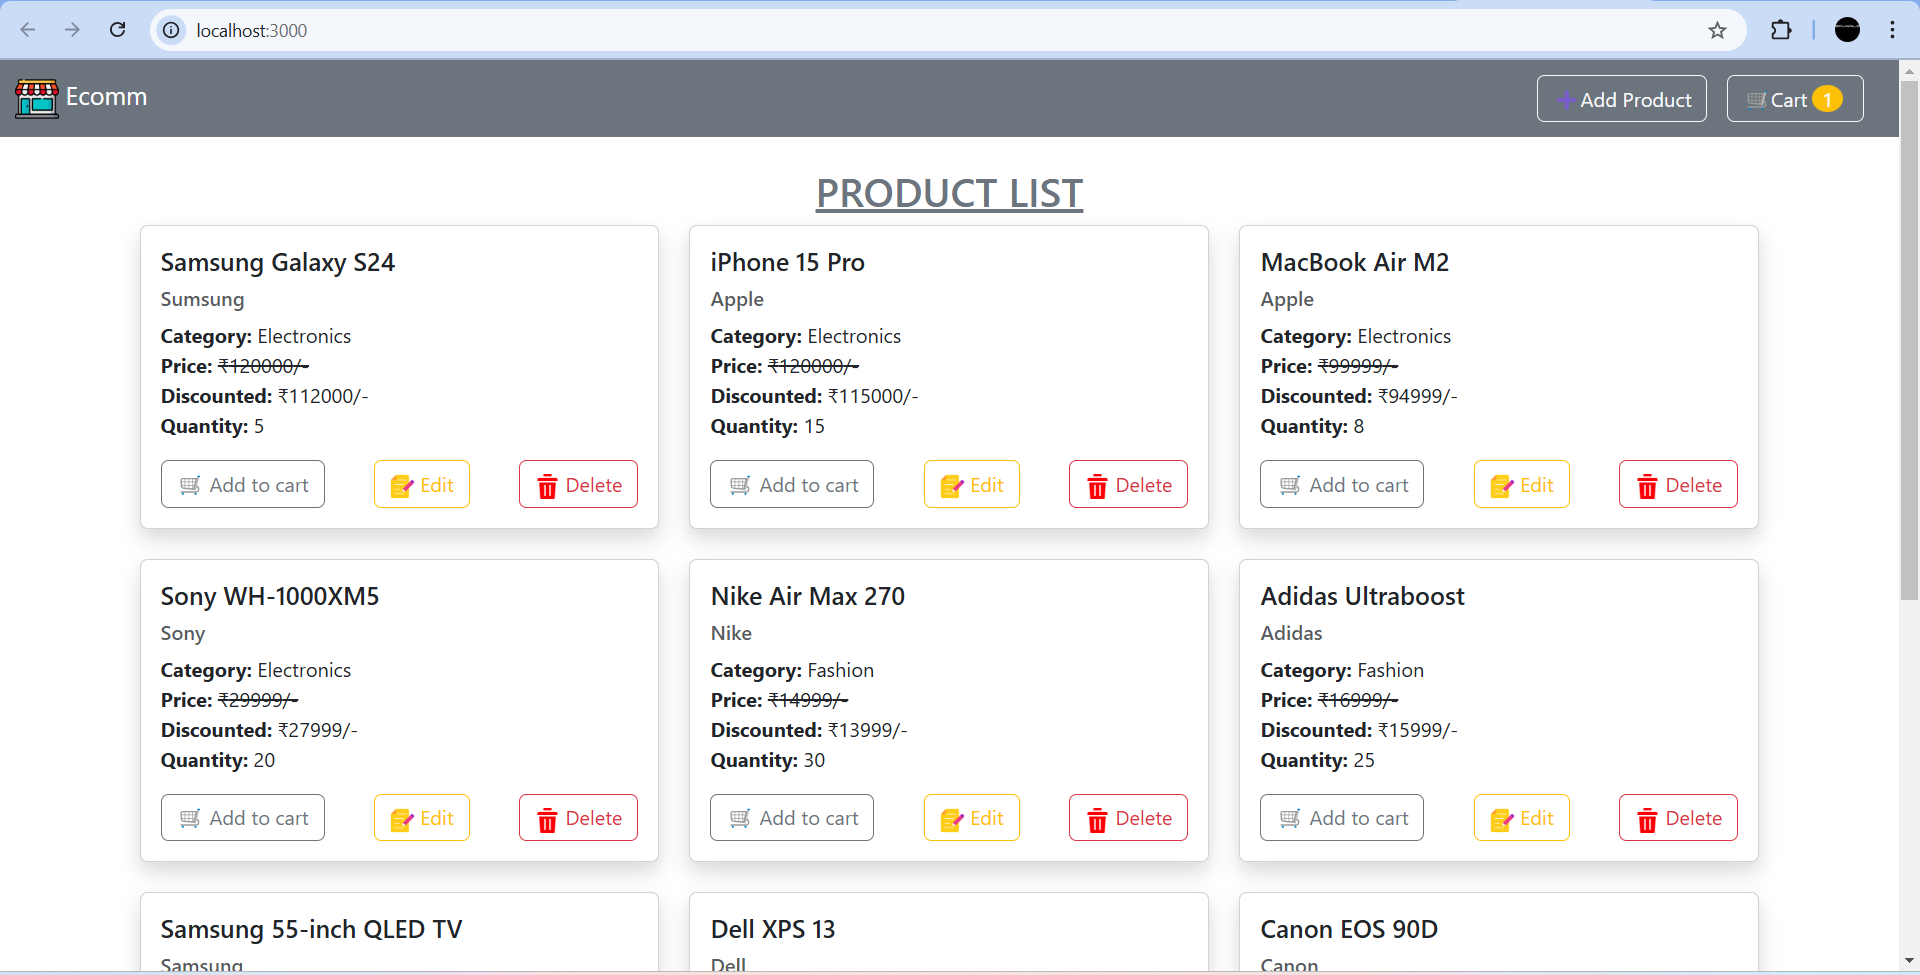 localhost:3000
Ecomm
Add Product
Cart 1
PRODUCT LIST
Samsung Galaxy S24
Sumsung
Category: Electronics
Price: ₹120000/-
Discounted: ₹112000/-
Quantity: 5
Add to cart Edit Delete
iPhone 15 Pro
Apple
Category: Electronics
Price: ₹120000/-
Discounted: ₹115000/-
Quantity: 15
Add to cart Edit Delete
MacBook Air M2
Apple
Category: Electronics
Price: ₹99999/-
Discounted: ₹94999/-
Quantity: 8
Add to cart Edit Delete
Sony WH-1000XM5
Sony
Category: Electronics
Price: ₹29999/-
Discounted: ₹27999/-
Quantity: 20
Add to cart Edit Delete
Nike Air Max 270
Nike
Category: Fashion
Price: ₹14999/-
Discounted: ₹13999/-
Quantity: 30
Add to cart Edit Delete
Adidas Ultraboost
Adidas
Category: Fashion
Price: ₹16999/-
Discounted: ₹15999/-
Quantity: 25
Add to cart Edit Delete
Samsung 55-inch QLED TV
Samsung
Dell XPS 13
Dell
Canon EOS 90D
Canon